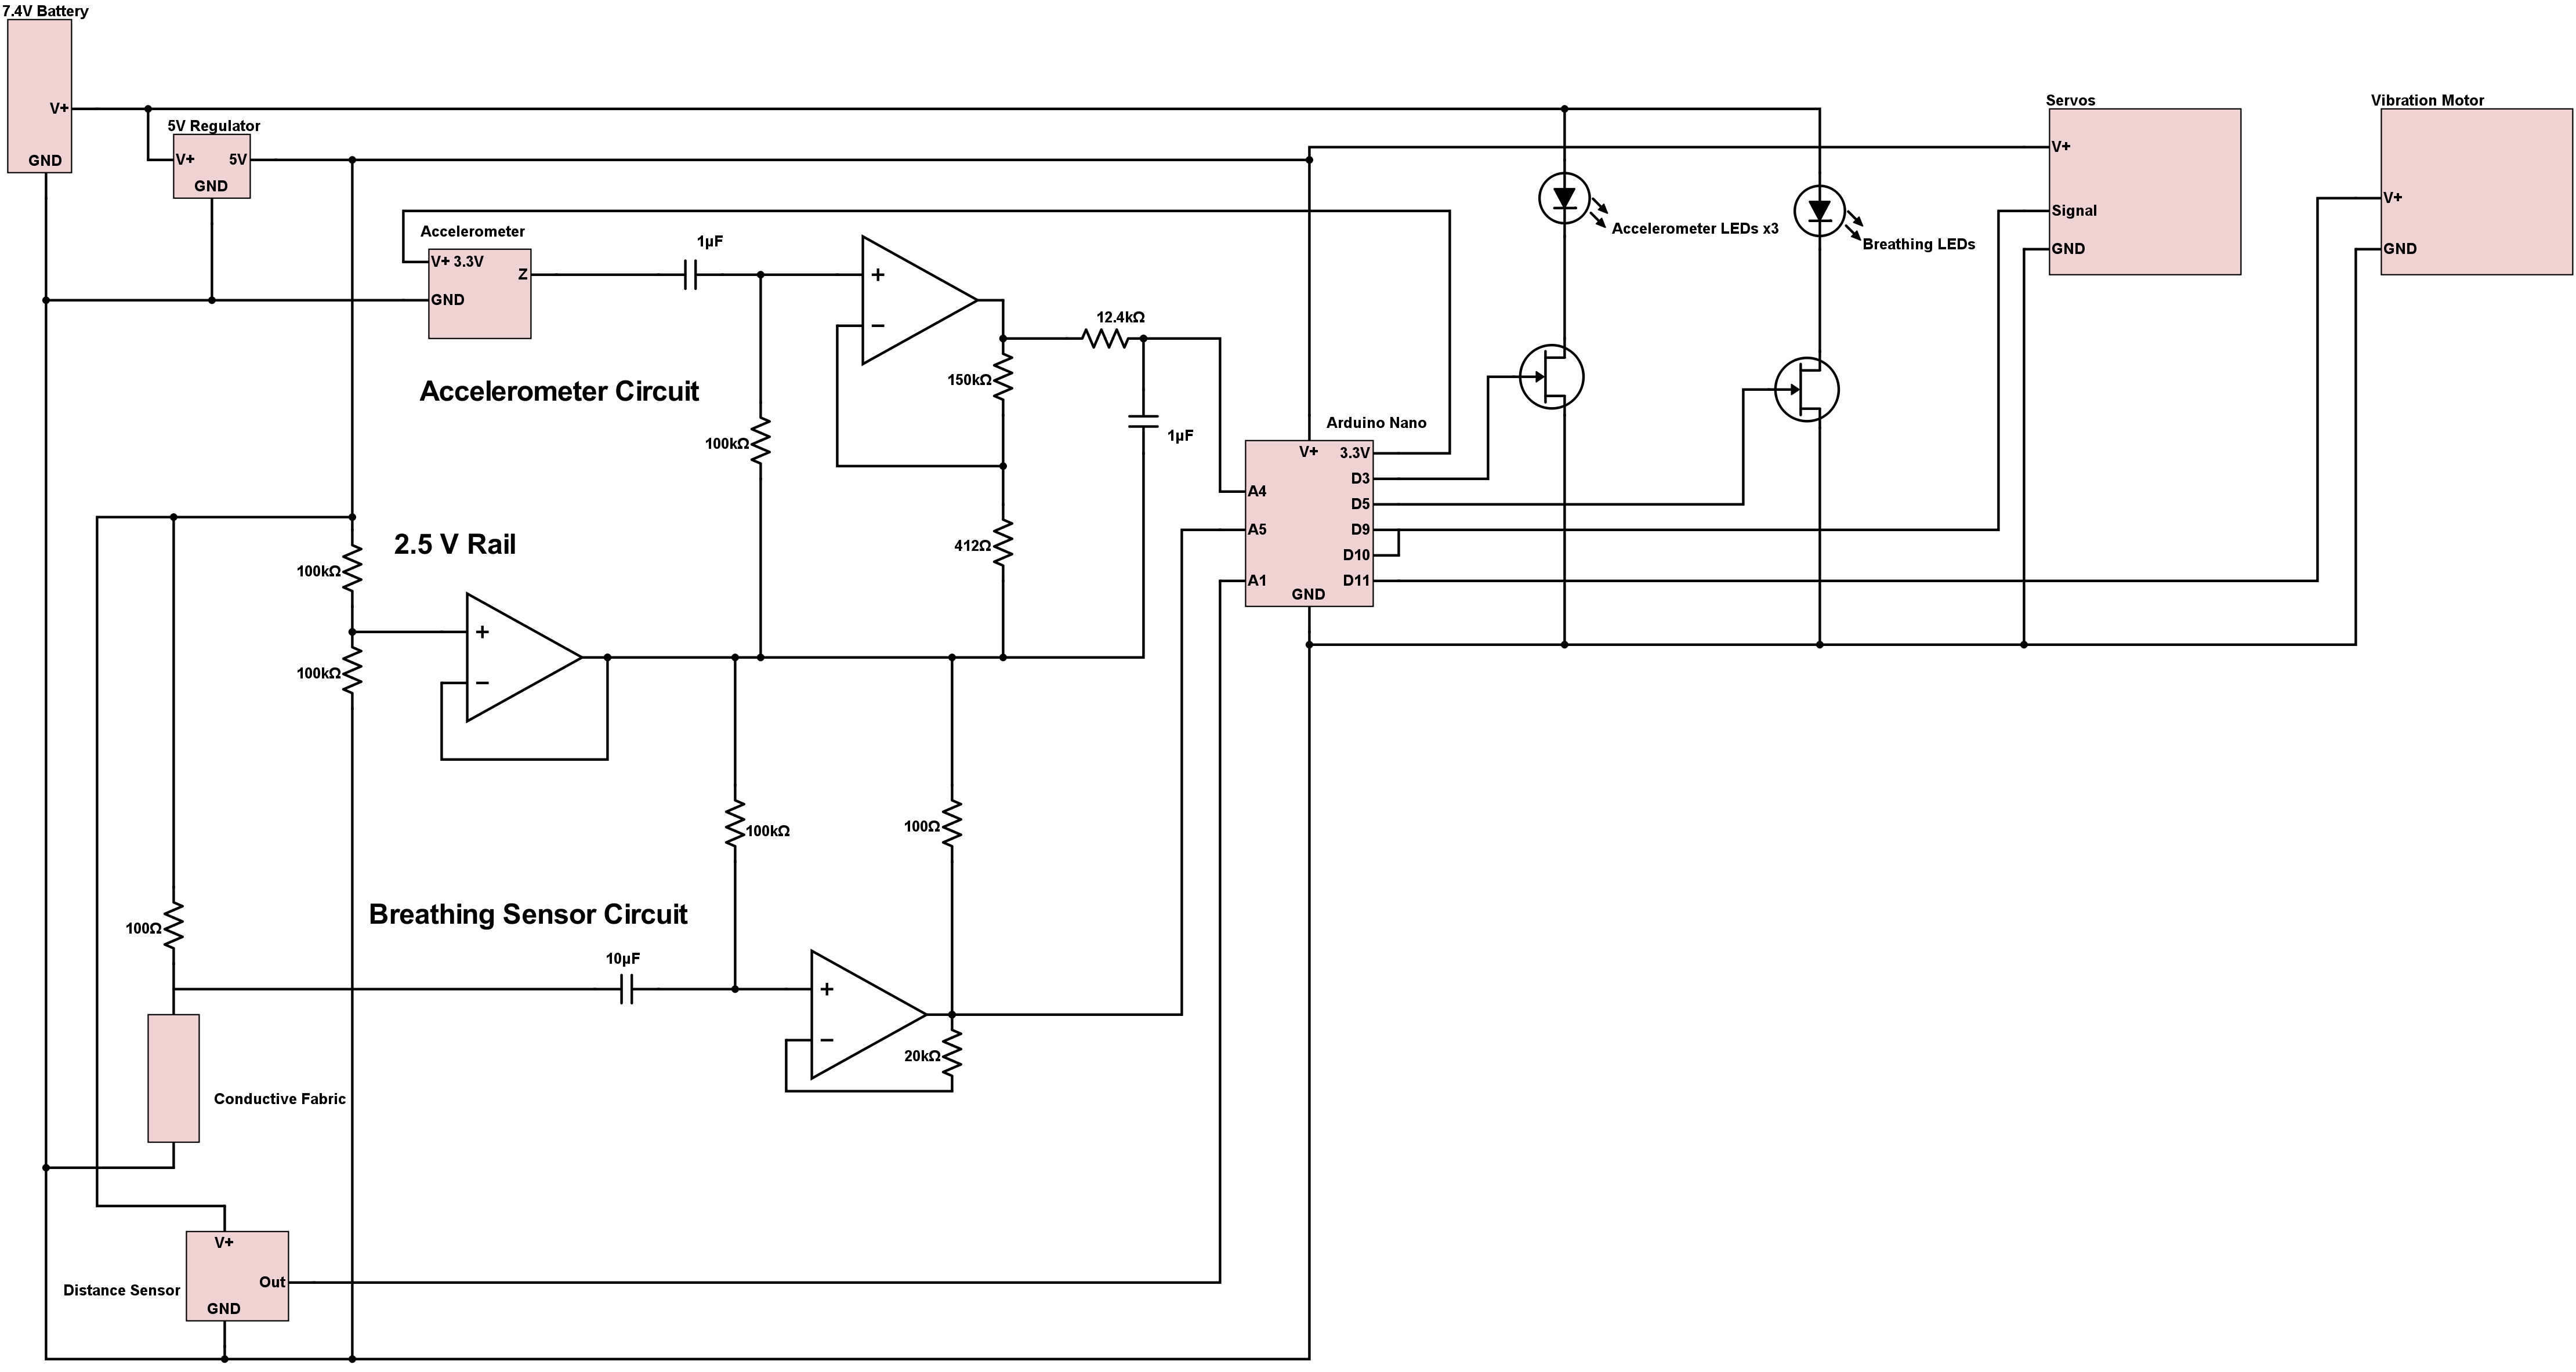 7.4V Battery
V+
GND
5V Regulator
V+ 5V
GND
Accelerometer
V+ 3.3V
Z
GND
1µF
Accelerometer Circuit
100kΩ
+
−
150kΩ
412Ω
12.4kΩ
1µF
2.5 V Rail
100kΩ
100kΩ
+
−
100kΩ
100Ω
Breathing Sensor Circuit
100Ω
10µF
+
−
20kΩ
Conductive Fabric
V+
Out
Distance Sensor
GND
Arduino Nano
V+ 3.3V
D3
A4
D5
A5 D9
D10
A1 D11
GND
Accelerometer LEDs x3
Breathing LEDs
Servos
V+
Signal
GND
Vibration Motor
V+
GND